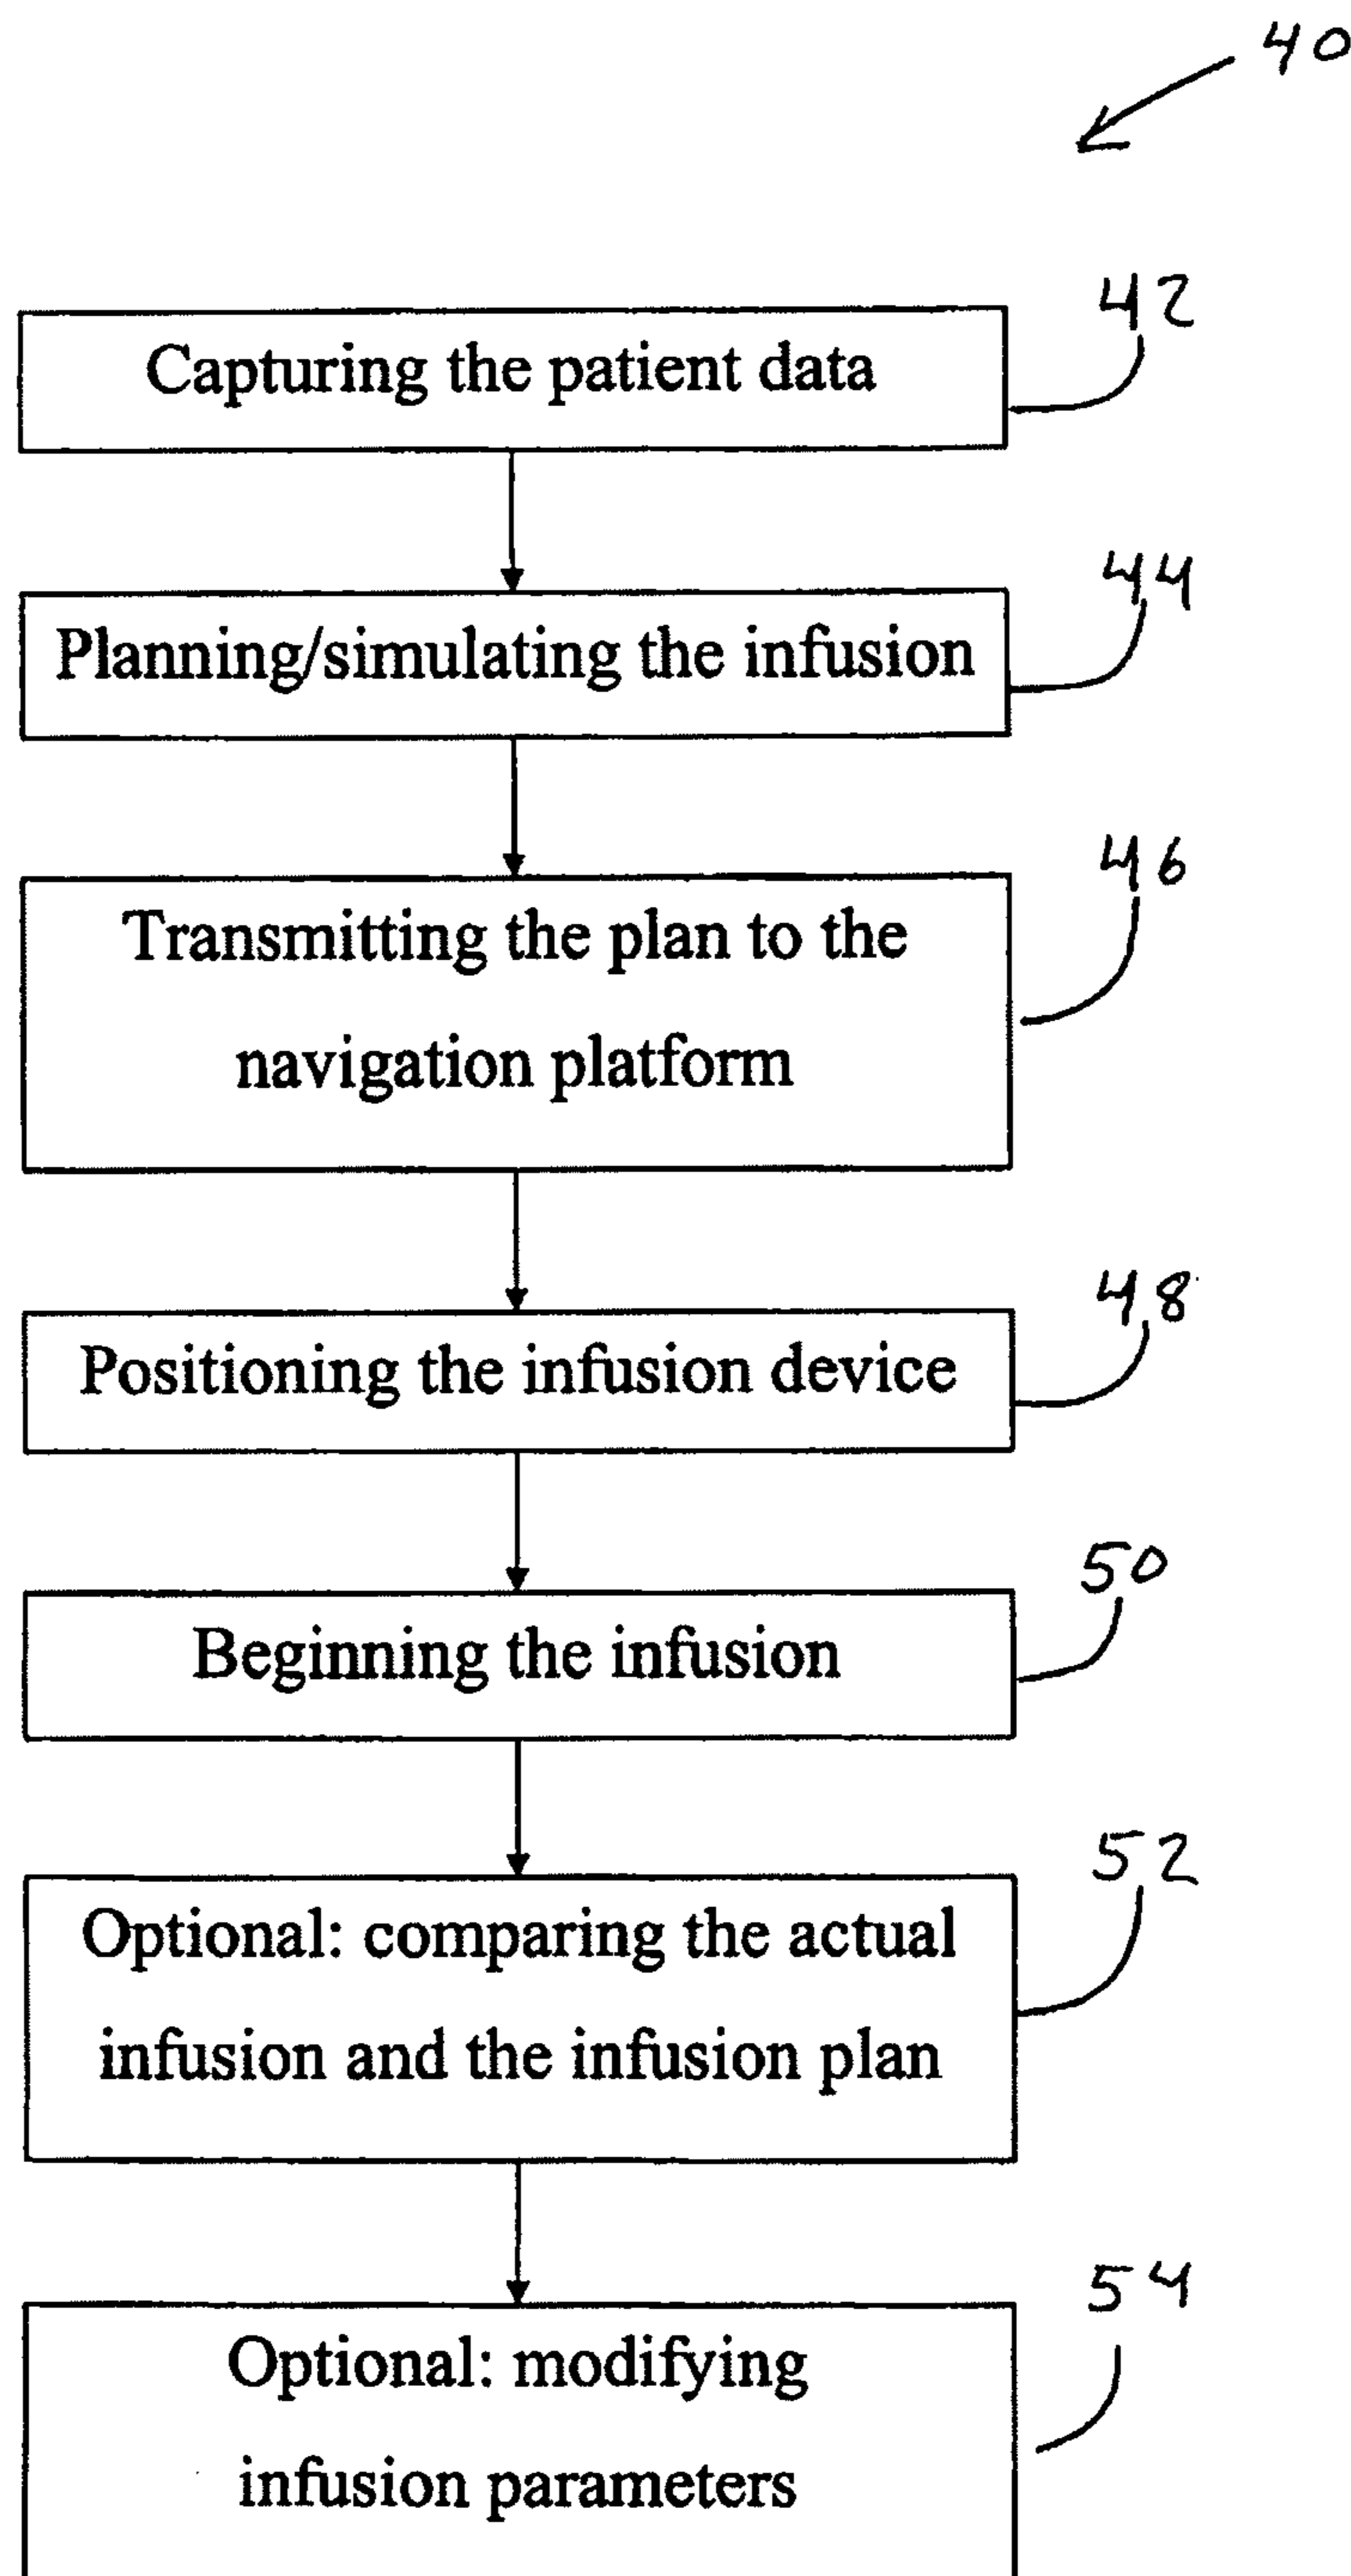 40
42
Capturing the patient data
44
Planning/simulating the infusion
46
Transmitting the plan to the
navigation platform
48
Positioning the infusion device
50
Beginning the infusion
52
Optional: comparing the actual
infusion and the infusion plan
54
Optional: modifying
infusion parameters